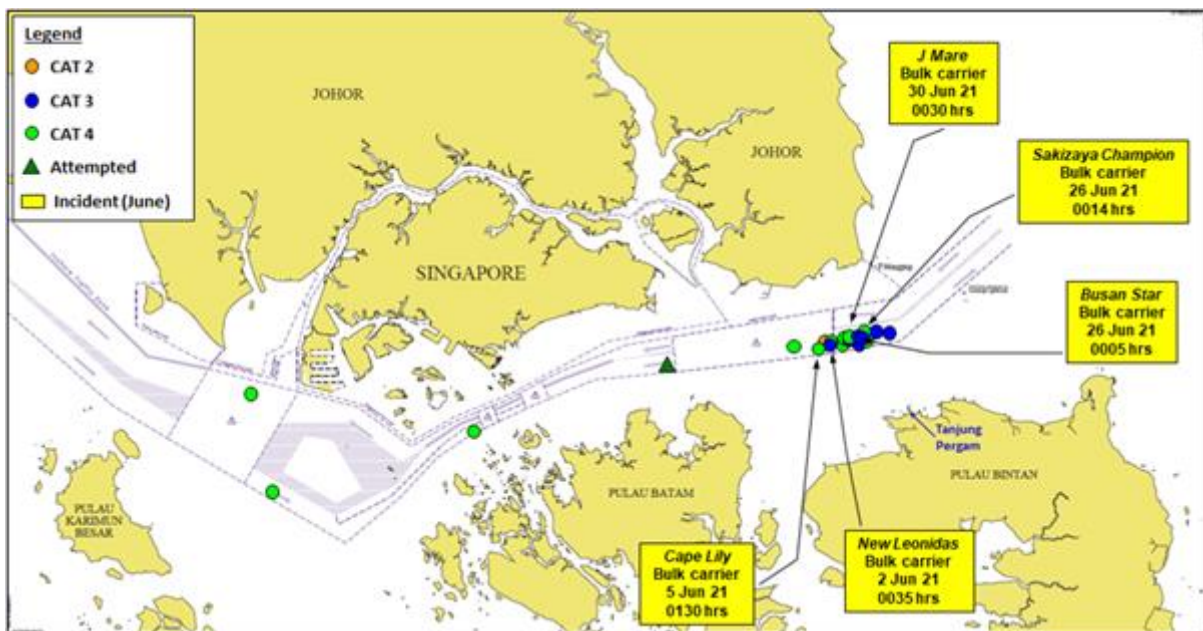 Legend
CAT 2
CAT 3
CAT 4
Attempted
Incident (June)
JOHOR
JOHOR
SINGAPORE
J Mare
Bulk carrier
30 Jun 21
0030 hrs
Sakizaya Champion
Bulk carrier
26 Jun 21
0014 hrs
Busan Star
Bulk carrier
26 Jun 21
0005 hrs
Tanjung
Pergam
PULAU BINTAN
PULAU BATAM
PULAU
KARIMUN
BESAR
Cape Lily
Bulk carrier
5 Jun 21
0130 hrs
New Leonidas
Bulk carrier
2 Jun 21
0035 hrs